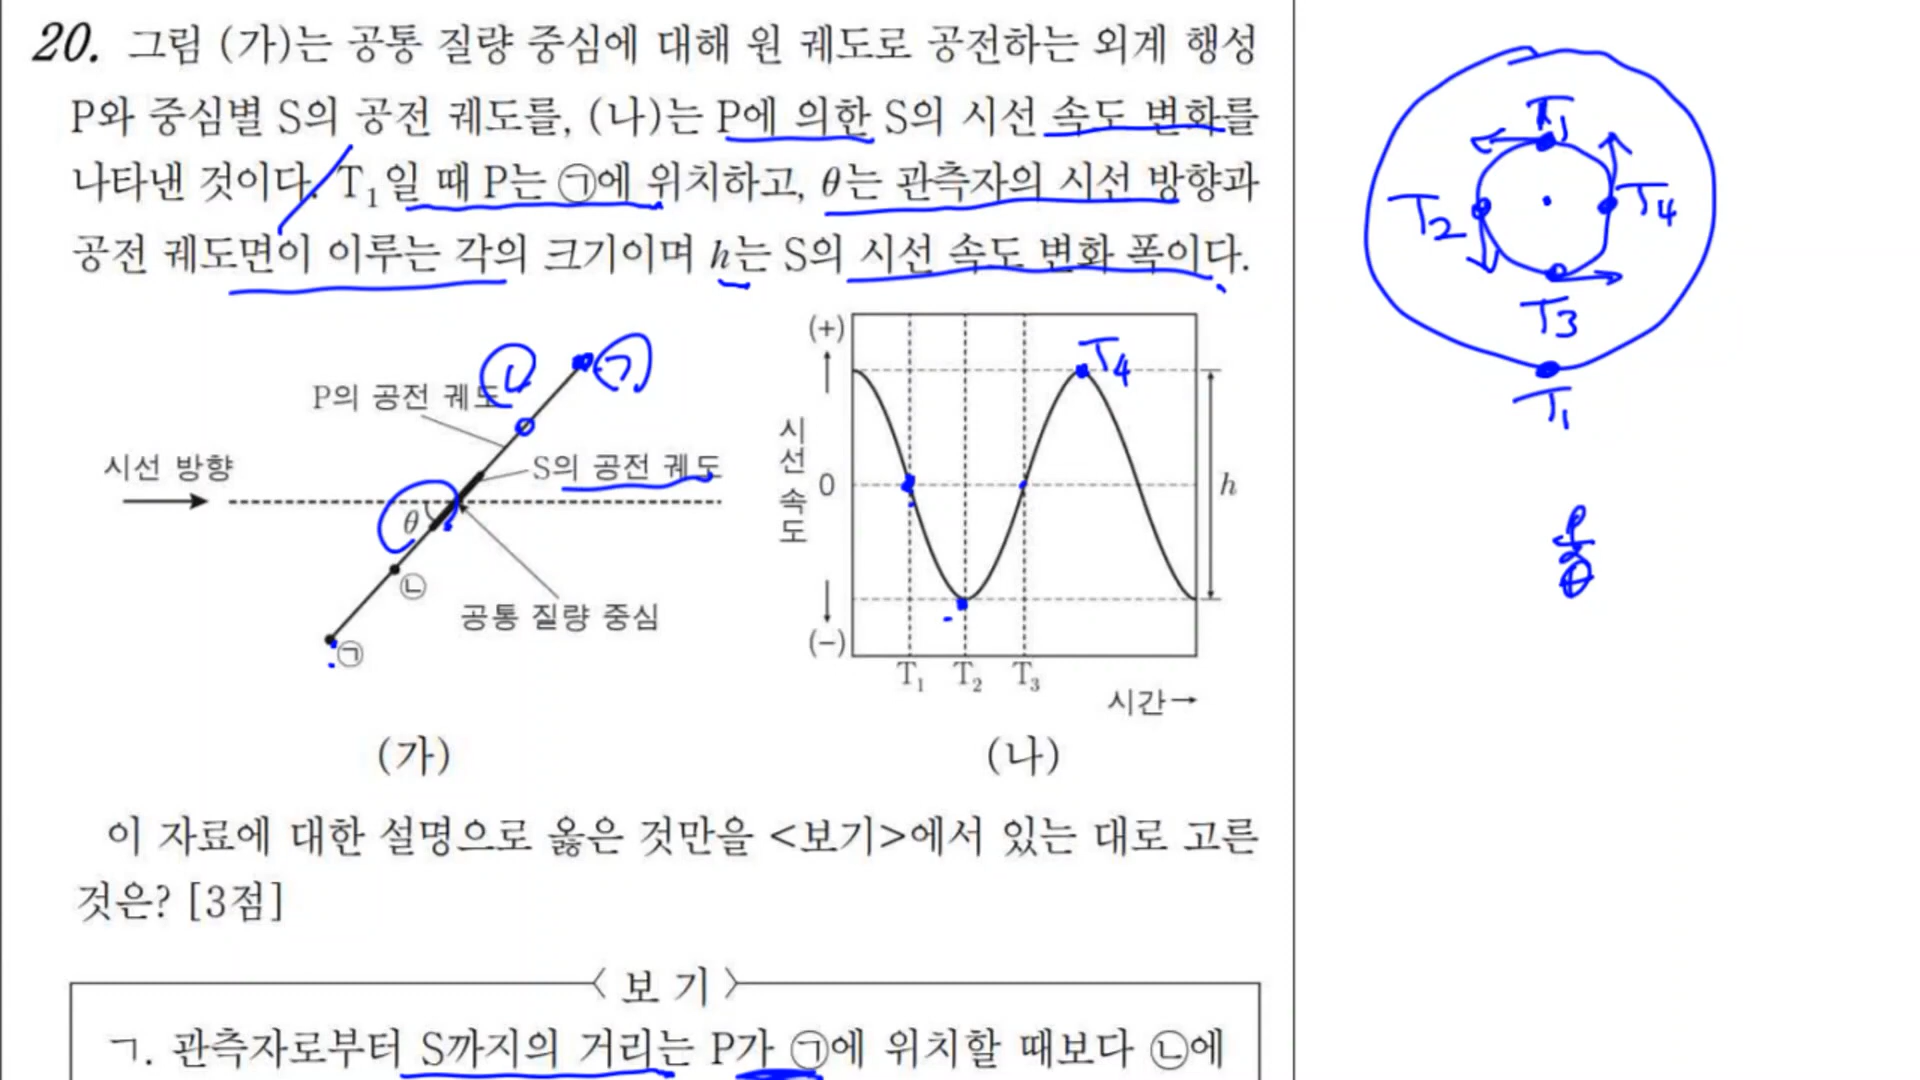 20. 그림 (가)는 공통 질량 중심에 대해 원 궤도로 공전하는 외계 행성
P와 중심별 S의 공전 궤도를, (나)는 P에 의한 S의 시선 속도 변화를
나타낸 것이다. T₁일 때 P는 ㉠에 위치하고, θ는 관측자의 시선 방향과
공전 궤도면이 이루는 각의 크기이며 h는 S의 시선 속도 변화 폭이다.
P의 공전 궤도
㉡
㉠
시선 방향
S의 공전 궤도
θ
㉡
공통 질량 중심
㉠
(가)
(+)
시선 속도
0
(−)
T₄
h
T₁ T₂ T₃
시간→
(나)
T₁
T₂
T₄
T₃
T₁
이 자료에 대한 설명으로 옳은 것만을 <보기>에서 있는 대로 고른
것은? [3점]
〈보 기〉
ㄱ. 관측자로부터 S까지의 거리는 P가 ㉠에 위치할 때보다 ㉡에